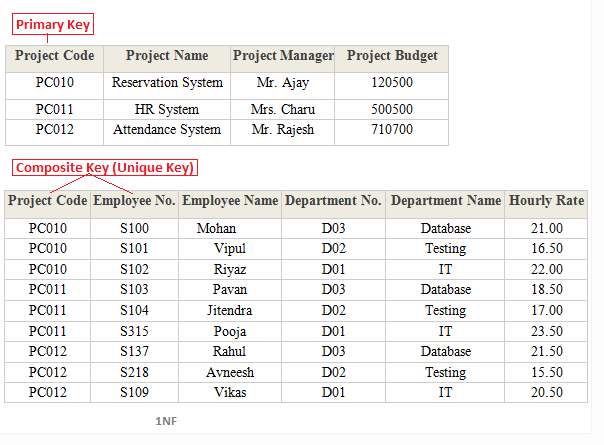 Primary Key
Project Code Project Name Project Manager Project Budget
PC010 Reservation System Mr. Ajay 120500
PC011 HR System Mrs. Charu 500500
PC012 Attendance System Mr. Rajesh 710700
Composite Key (Unique Key)
Project Code Employee No. Employee Name Department No. Department Name Hourly Rate
PC010 S100 Mohan D03 Database 21.00
PC010 S101 Vipul D02 Testing 16.50
PC010 S102 Riyaz D01 IT 22.00
PC011 S103 Pavan D03 Database 18.50
PC011 S104 Jitendra D02 Testing 17.00
PC011 S315 Pooja D01 IT 23.50
PC012 S137 Rahul D03 Database 21.50
PC012 S218 Avneesh D02 Testing 15.50
PC012 S109 Vikas D01 IT 20.50
1NF